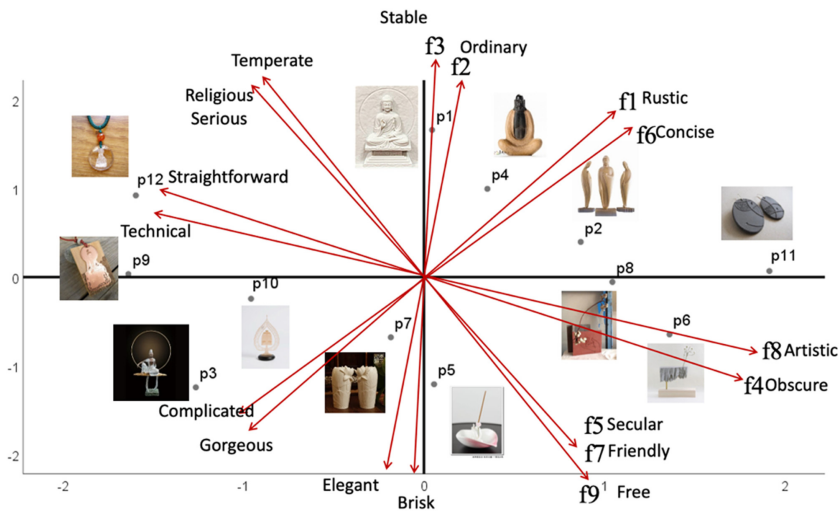 Stable
f3 Ordinary
f2
Temperate
Religious
Serious
2
f1 Rustic
f6 Concise
p1
p12 Straightforward
p4
1
Technical
p2
p9
p11
0
p10
p8
p7
p6
f8 Artistic
-1
p3
p5
f4 Obscure
Complicated
f5 Secular
Gorgeous
f7 Friendly
-2
Elegant
-2
-1
0
1
2
f9 Free
Brisk